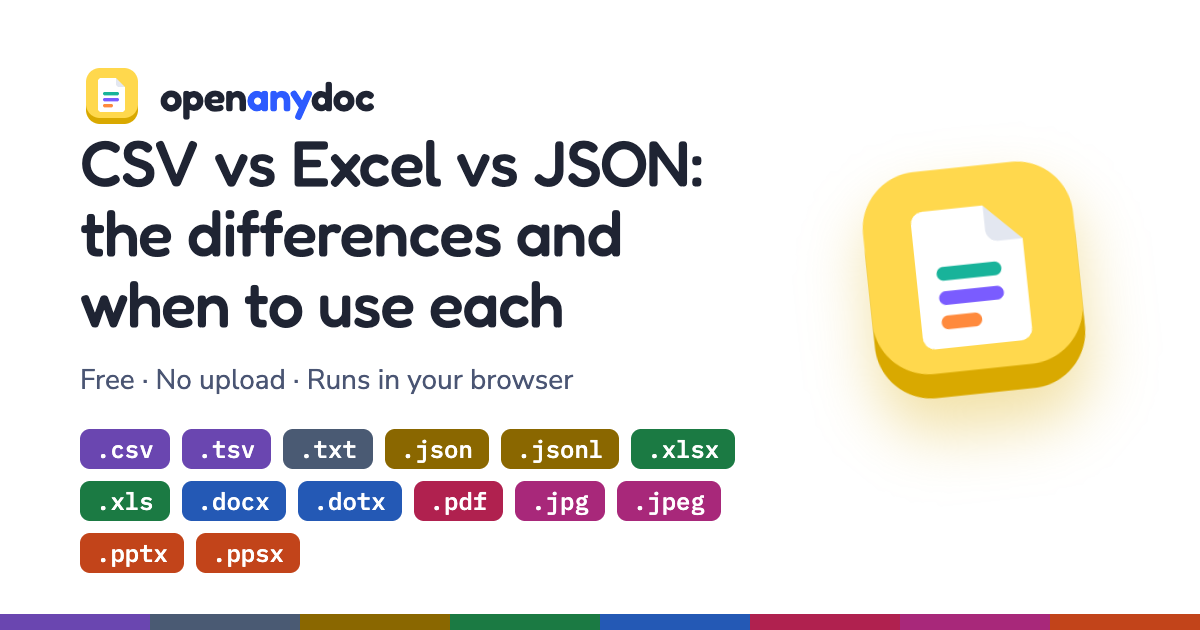 openanydoc
CSV vs Excel vs JSON:
the differences and
when to use each
Free · No upload · Runs in your browser
.csv .tsv .txt .json .jsonl .xlsx
.xls .docx .dotx .pdf .jpg .jpeg
.pptx .ppsx